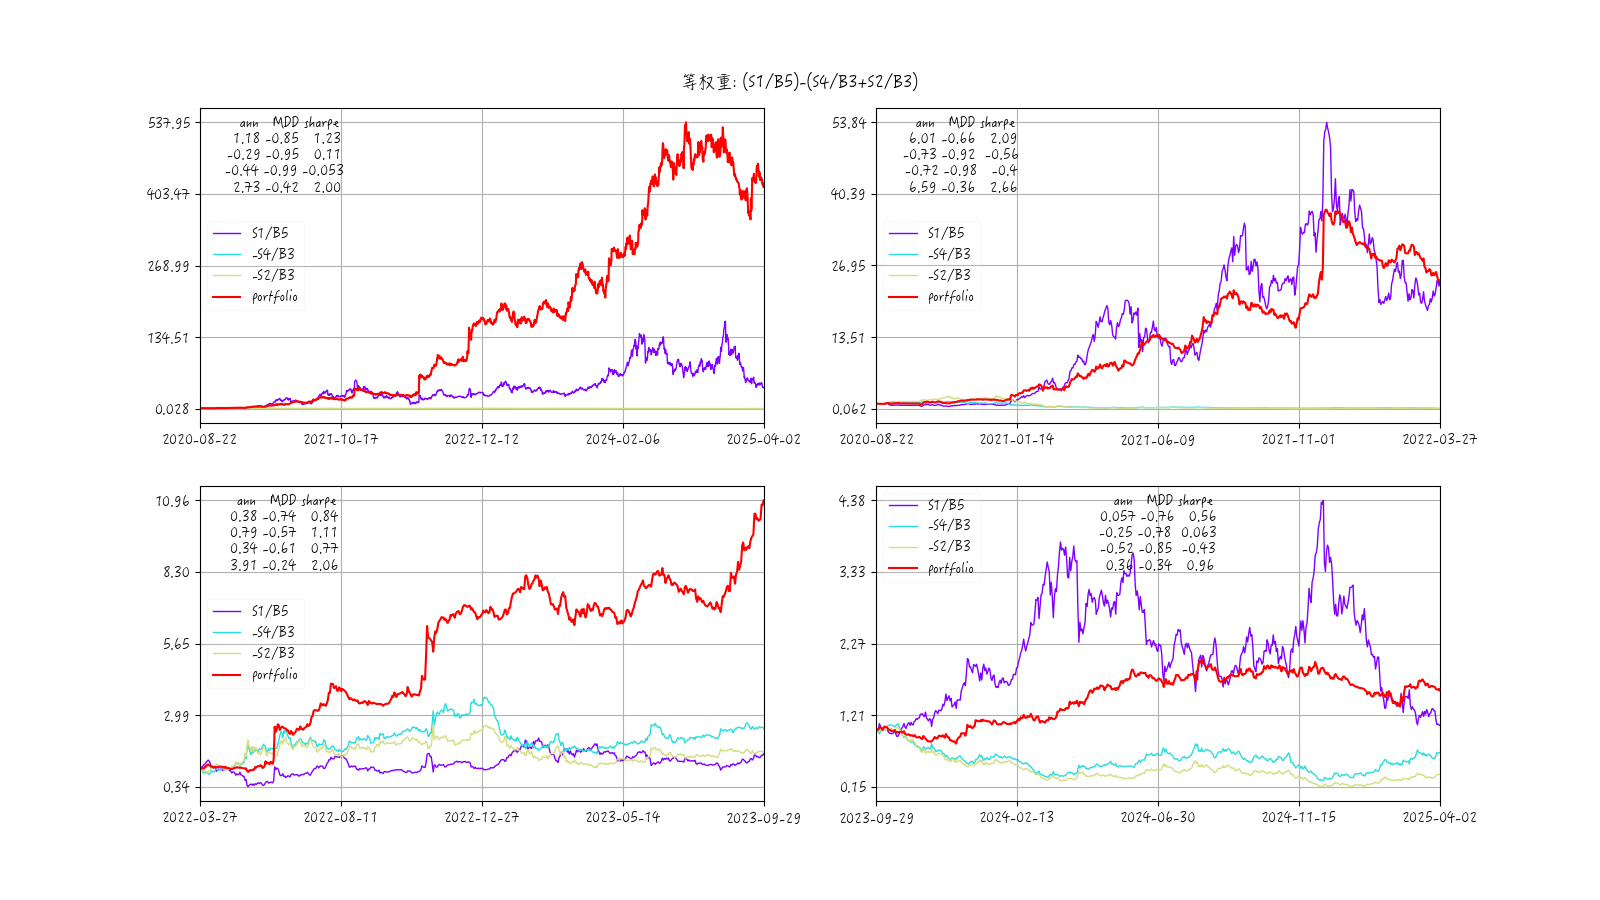 等权重: (S1/B5)-(S4/B3+S2/B3)
537.95
403.47
268.99
134.51
0.028
ann MDD sharpe
1.18 -0.85 1.23
-0.29 -0.95 0.11
-0.44 -0.99 -0.053
2.73 -0.42 2.00
S1/B5
-S4/B3
-S2/B3
portfolio
2020-08-22
2021-10-17
2022-12-12
2024-02-06
2025-04-02
53.84
40.39
26.95
13.51
0.062
ann MDD sharpe
6.01 -0.66 2.09
-0.73 -0.92 -0.56
-0.72 -0.98 -0.4
6.59 -0.36 2.66
S1/B5
-S4/B3
-S2/B3
portfolio
2020-08-22
2021-01-14
2021-06-09
2021-11-01
2022-03-27
10.96
8.30
5.65
2.99
0.34
ann MDD sharpe
0.38 -0.74 0.84
0.79 -0.57 1.11
0.34 -0.61 0.77
3.91 -0.24 2.06
S1/B5
-S4/B3
-S2/B3
portfolio
2022-03-27
2022-08-11
2022-12-27
2023-05-14
2023-09-29
4.38
3.33
2.27
1.21
0.15
S1/B5
-S4/B3
-S2/B3
portfolio
ann MDD sharpe
0.057 -0.76 0.56
-0.25 -0.78 0.063
-0.52 -0.85 -0.43
0.36 -0.34 0.96
2023-09-29
2024-02-13
2024-06-30
2024-11-15
2025-04-02